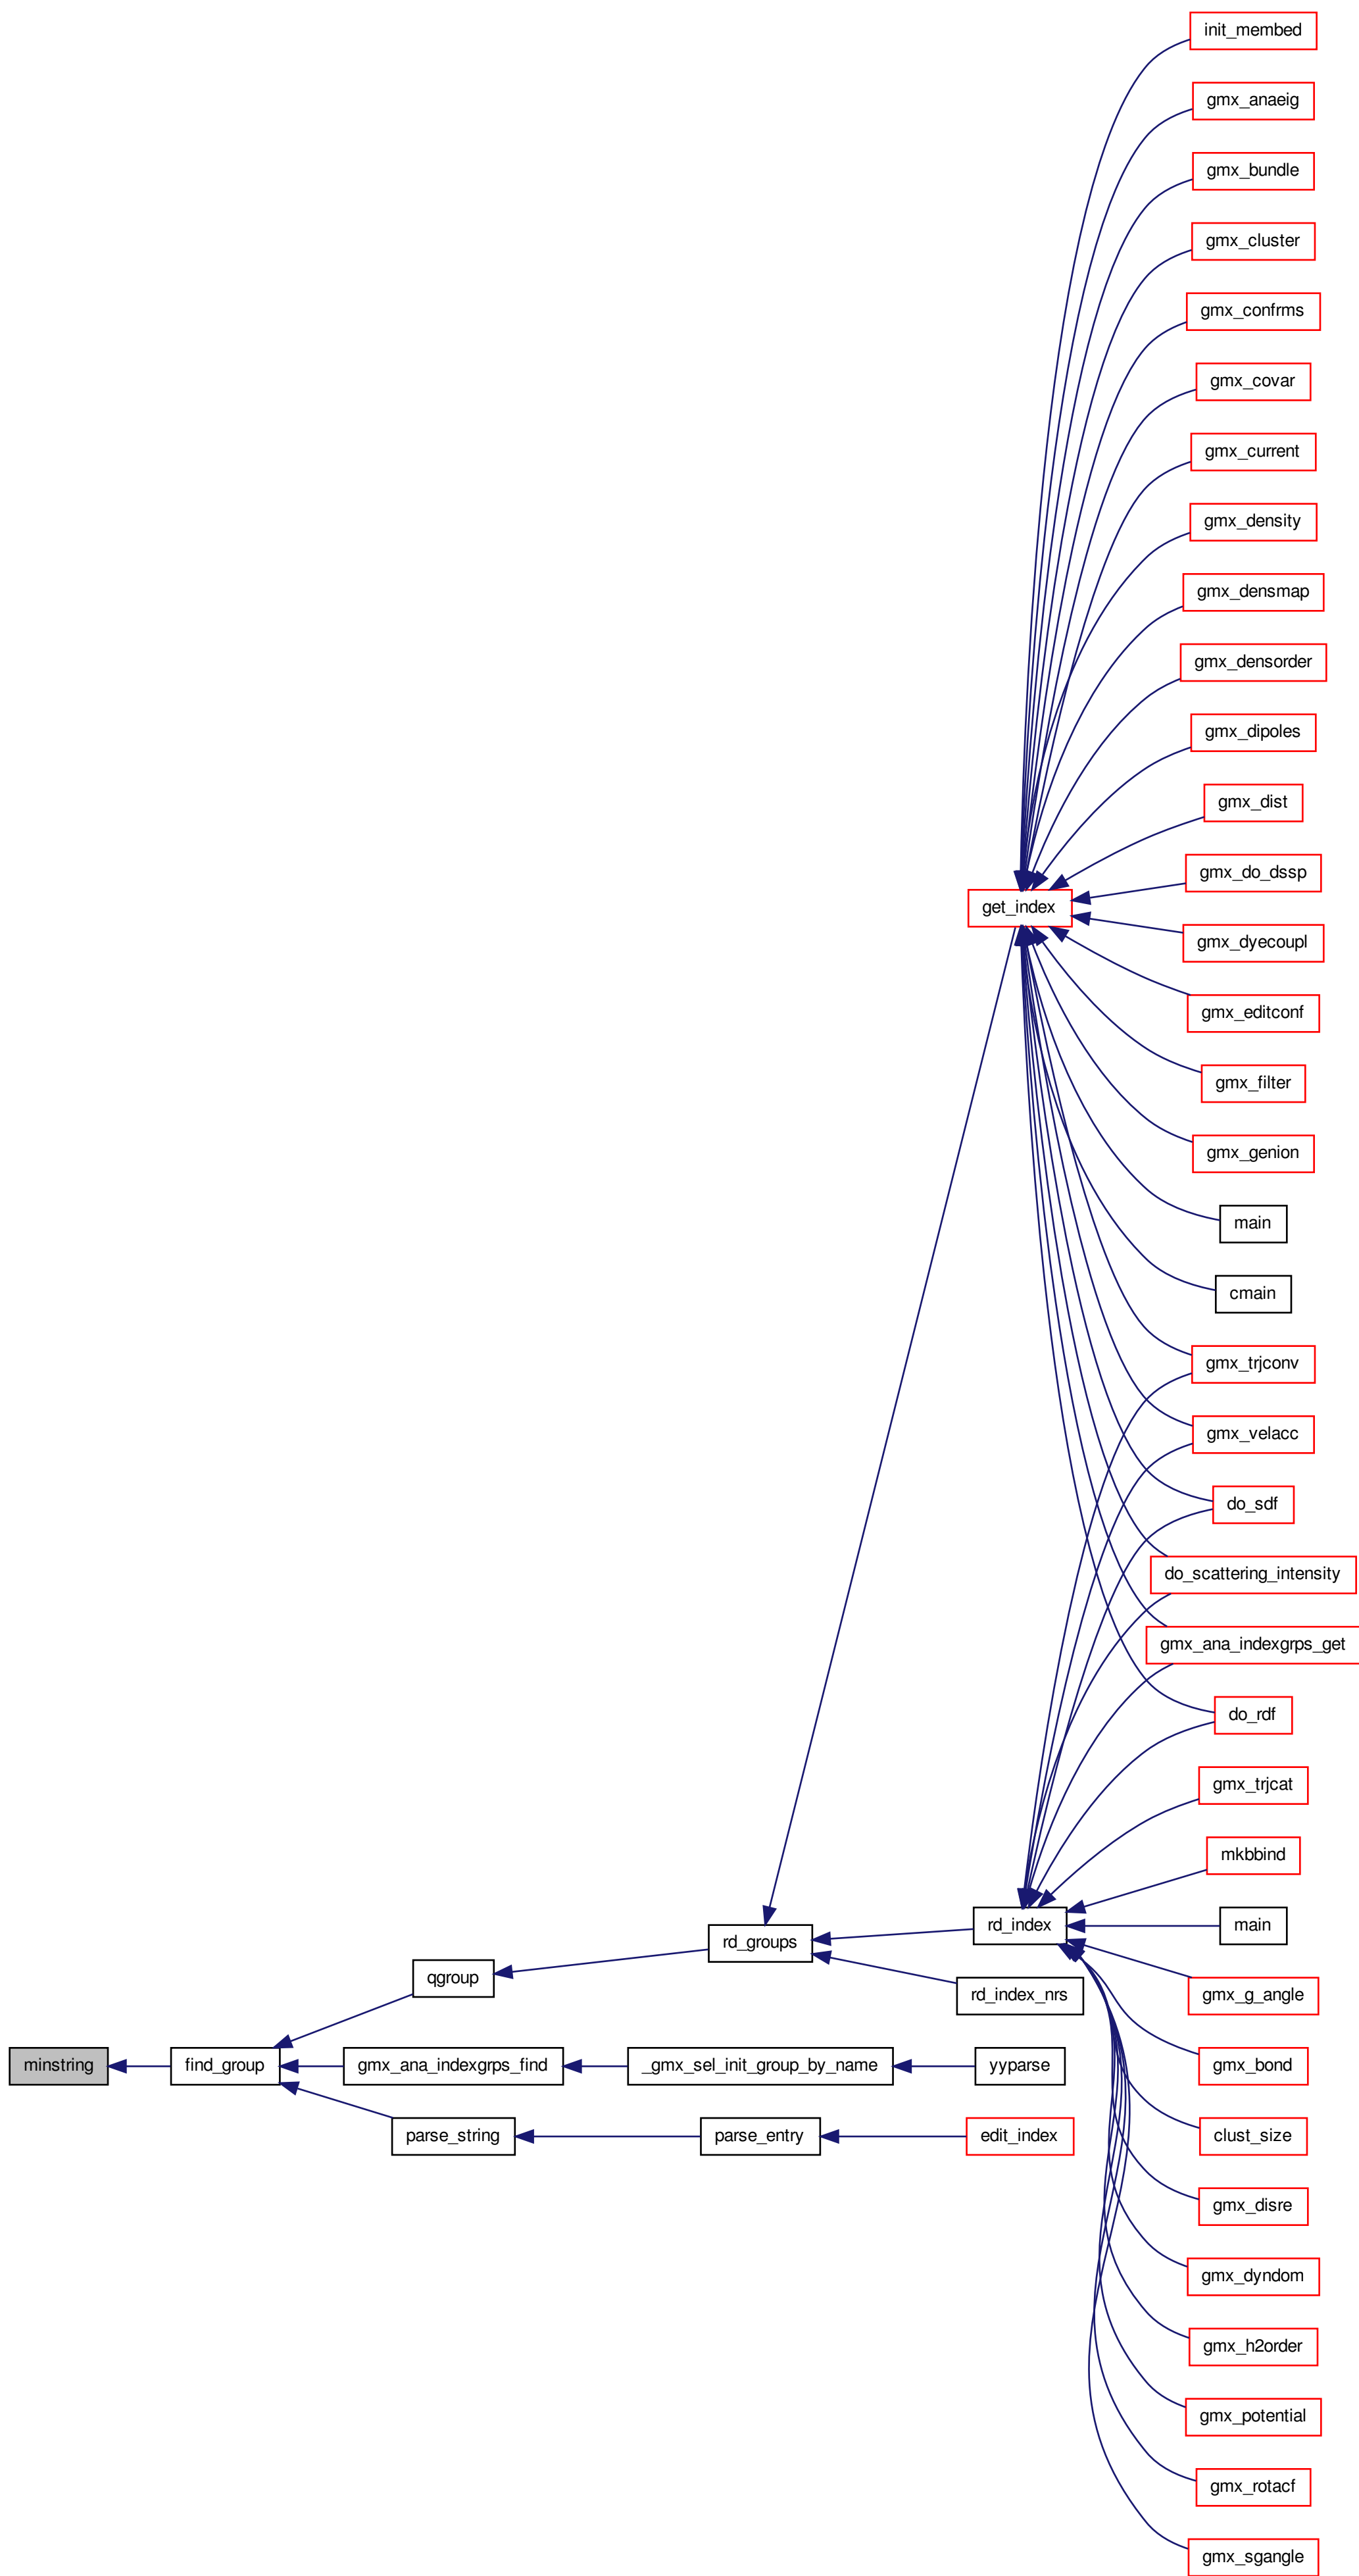 init_membed
gmx_anaeig
gmx_bundle
gmx_cluster
gmx_confrms
gmx_covar
gmx_current
gmx_density
gmx_densmap
gmx_densorder
gmx_dipoles
gmx_dist
gmx_do_dssp
get_index
gmx_dyecoupl
gmx_editconf
gmx_filter
gmx_genion
main
cmain
gmx_trjconv
gmx_velacc
do_sdf
do_scattering_intensity
gmx_ana_indexgrps_get
do_rdf
gmx_trjcat
mkbbind
rd_index
main
rd_groups
qgroup
rd_index_nrs
gmx_g_angle
minstring
find_group
gmx_ana_indexgrps_find
_gmx_sel_init_group_by_name
yyparse
gmx_bond
parse_string
parse_entry
edit_index
clust_size
gmx_disre
gmx_dyndom
gmx_h2order
gmx_potential
gmx_rotacf
gmx_sgangle